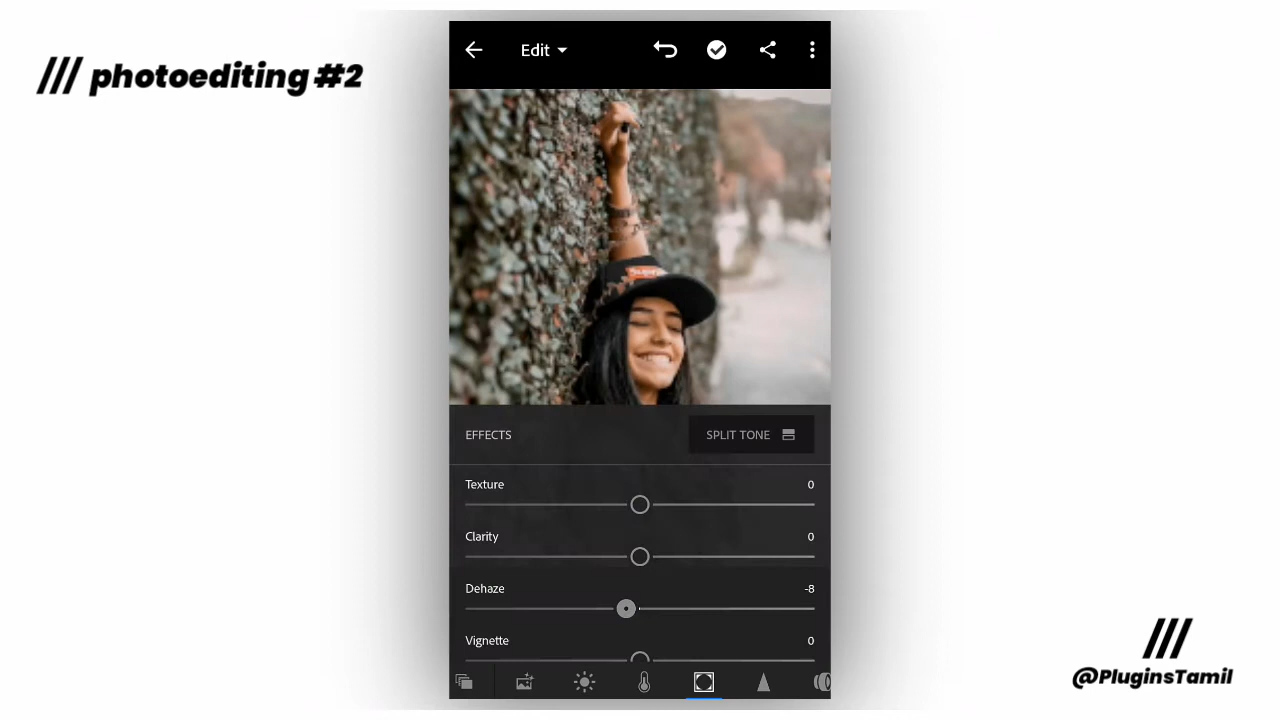 /// photoediting #2
Edit
EFFECTS
SPLIT TONE
Texture 0
Clarity 0
Dehaze -8
Vignette 0
///
@PluginsTamil